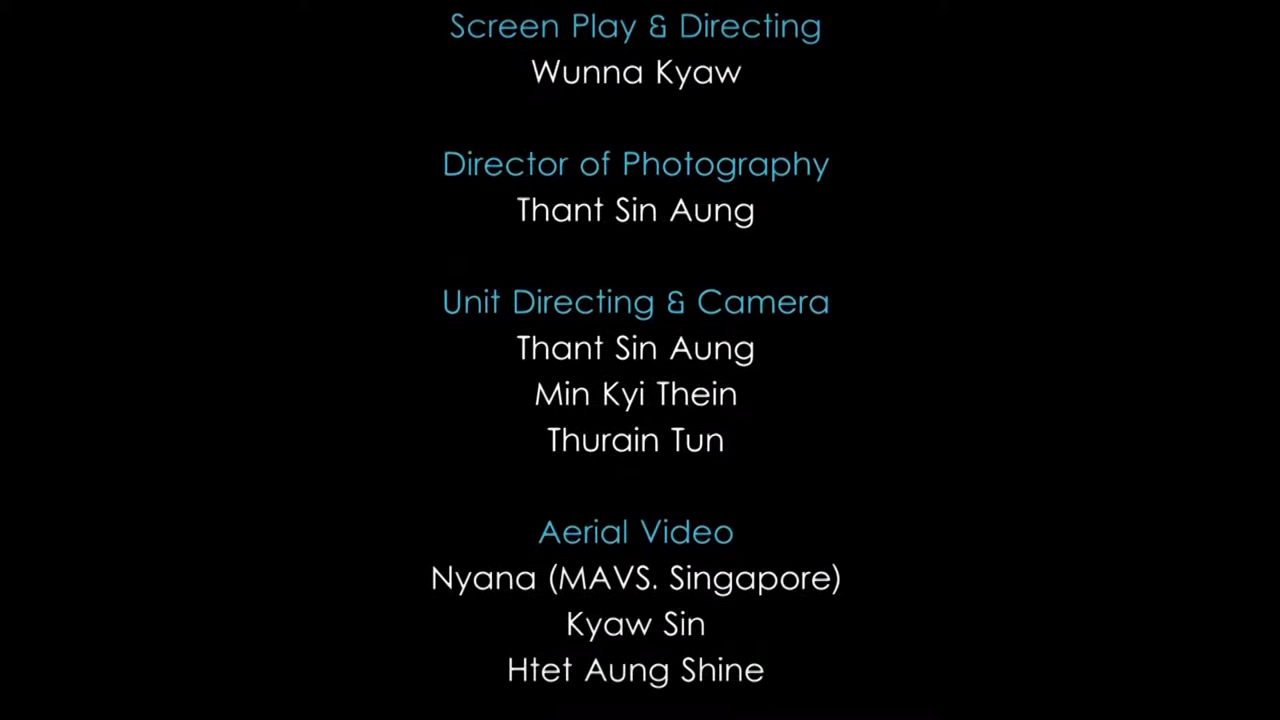 Screen Play & Directing
Wunna Kyaw
Director of Photography
Thant Sin Aung
Unit Directing & Camera
Thant Sin Aung
Min Kyi Thein
Thurain Tun
Aerial Video
Nyana (MAVS. Singapore)
Kyaw Sin
Htet Aung Shine